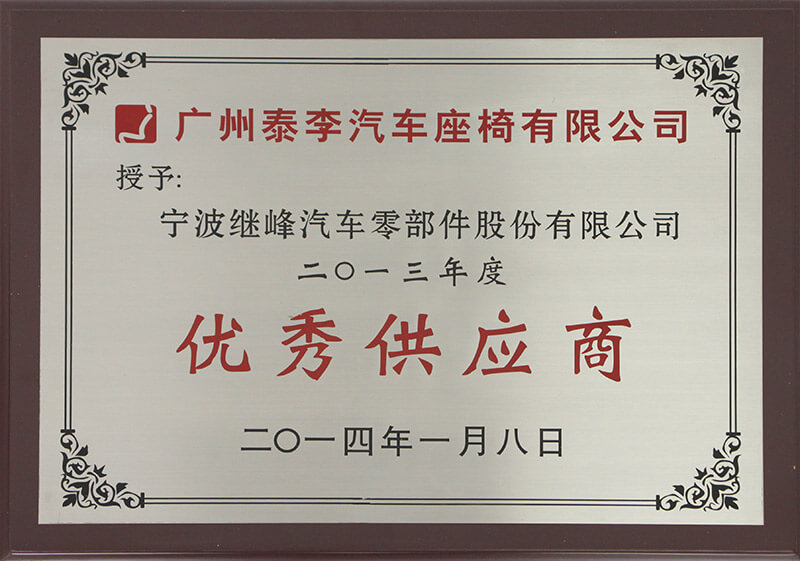 广州泰李汽车座椅有限公司
授予:
宁波继峰汽车零部件股份有限公司
二〇一三年度
优秀供应商
二〇一四年一月八日